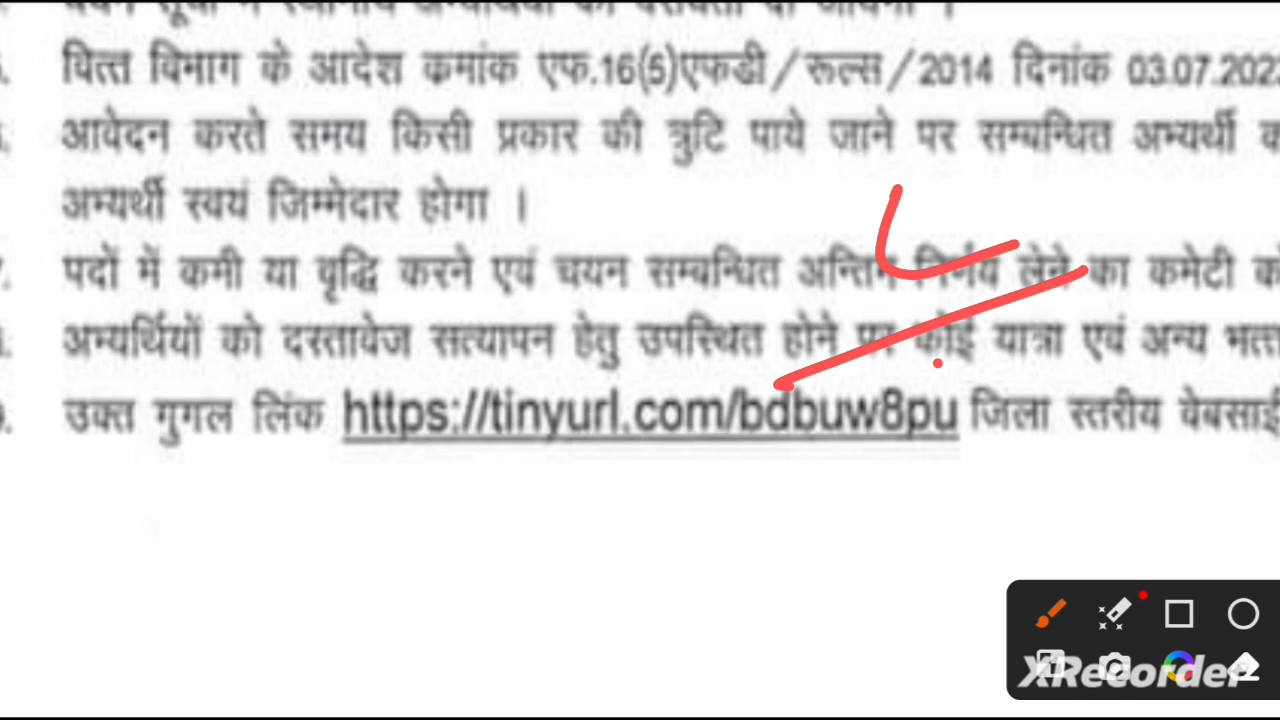 वित्त विभाग के आदेश क्रमांक एफ.16(5)एफडी/रूल्स/2014 दिनांक 03.07.202
आवेदन करते समय किसी प्रकार की त्रुटि पाये जाने पर सम्बन्धित अभ्यर्थी
अभ्यर्थी स्वयं जिम्मेदार होगा ।
पदों में कमी या वृद्धि करने एवं चयन सम्बन्धित अन्तिम निर्णय लेने का कमेटी
अभ्यर्थियों को दस्तावेज सत्यापन हेतु उपस्थित होने पर कोई यात्रा एवं अन्य
उक्त गुगल लिंक https://tinyurl.com/bdbuw8pu जिला स्तरीय
XRecorder